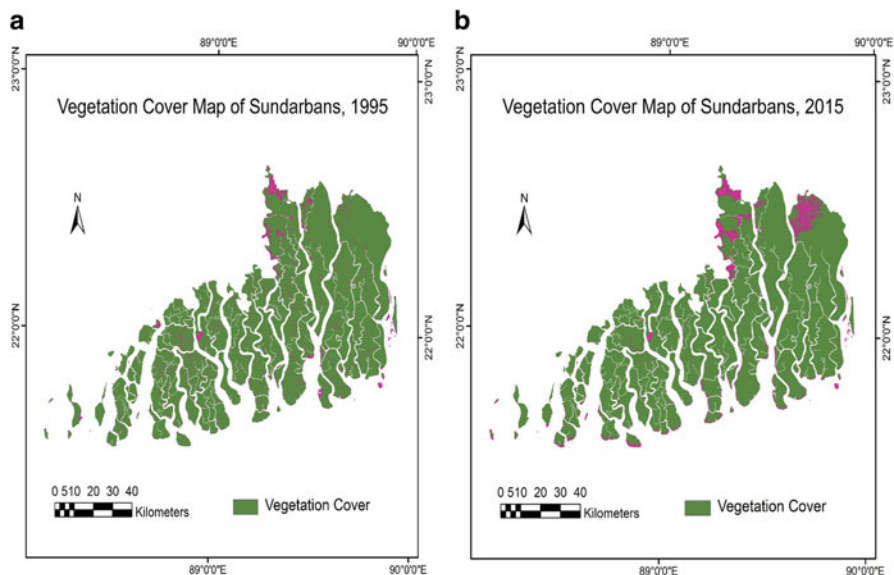 a
89°0'0"E
90°0'0"E
23°0'0"N
23°0'0"N
Vegetation Cover Map of Sundarbans, 1995
N
22°0'0"N
22°0'0"N
0 510 20 30 40
Kilometers
Vegetation Cover
89°0'0"E
90°0'0"E
b
89°0'0"E
90°0'0"E
23°0'0"N
23°0'0"N
Vegetation Cover Map of Sundarbans, 2015
N
22°0'0"N
22°0'0"N
0 510 20 30 40
Kilometers
Vegetation Cover
89°0'0"E
90°0'0"E